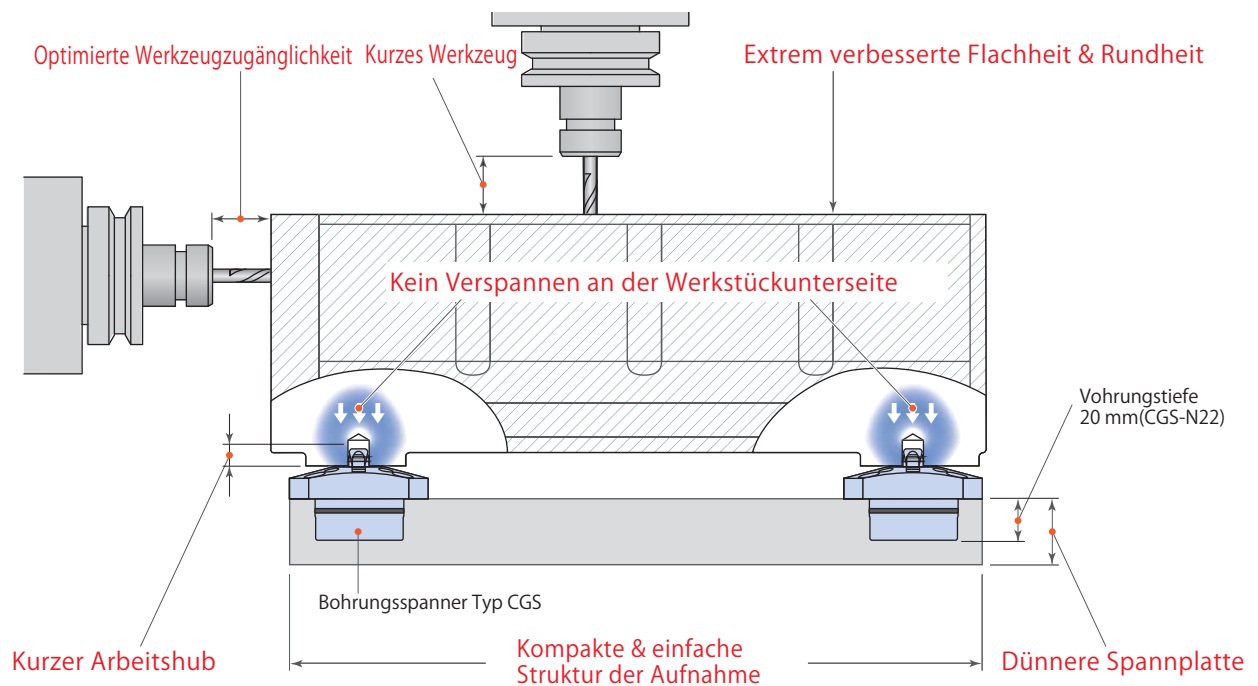 Optimierte Werkzeugzugänglichkeit
Kurzes Werkzeug
Extrem verbesserte Flachheit & Rundheit
Kein Verspannen an der Werkstückunterseite
Vohrungstiefe
20 mm(CGS-N22)
Bohrungsspanner Typ CGS
Kurzer Arbeitshub
Kompakte & einfache
Struktur der Aufnahme
Dünnere Spannplatte